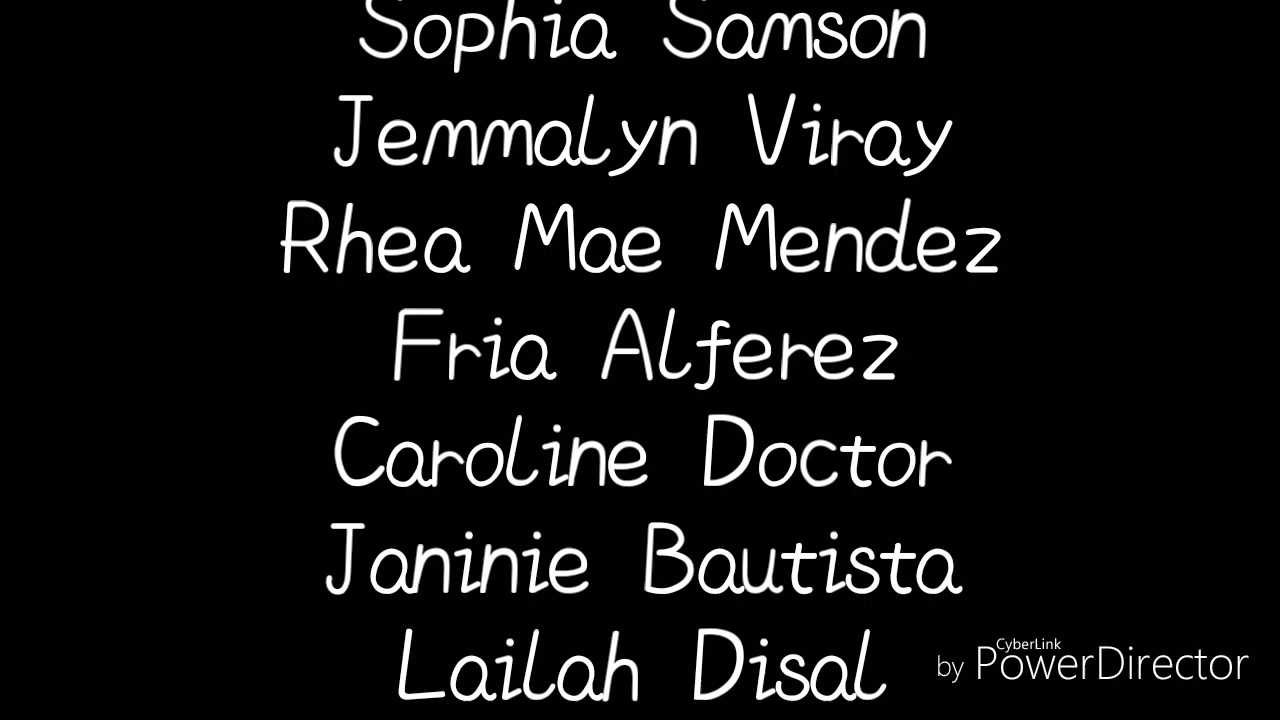 Sophia Samson
Jemmalyn Viray
Rhea Mae Mendez
Fria Alferez
Caroline Doctor
Janinie Bautista
Lailah Disal
by CyberLink PowerDirector